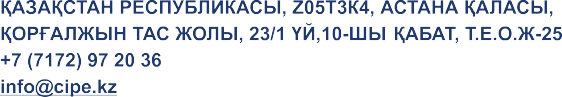 ҚАЗАҚСТАН РЕСПУБЛИКАСЫ, Z05T3K4, АСТАНА ҚАЛАСЫ,
ҚОРҒАЛЖЫН ТАС ЖОЛЫ, 23/1 ҮЙ,10-ШЫ ҚАБАТ, Т.Е.О.Ж-25
+7 (7172) 97 20 36
info@cipe.kz